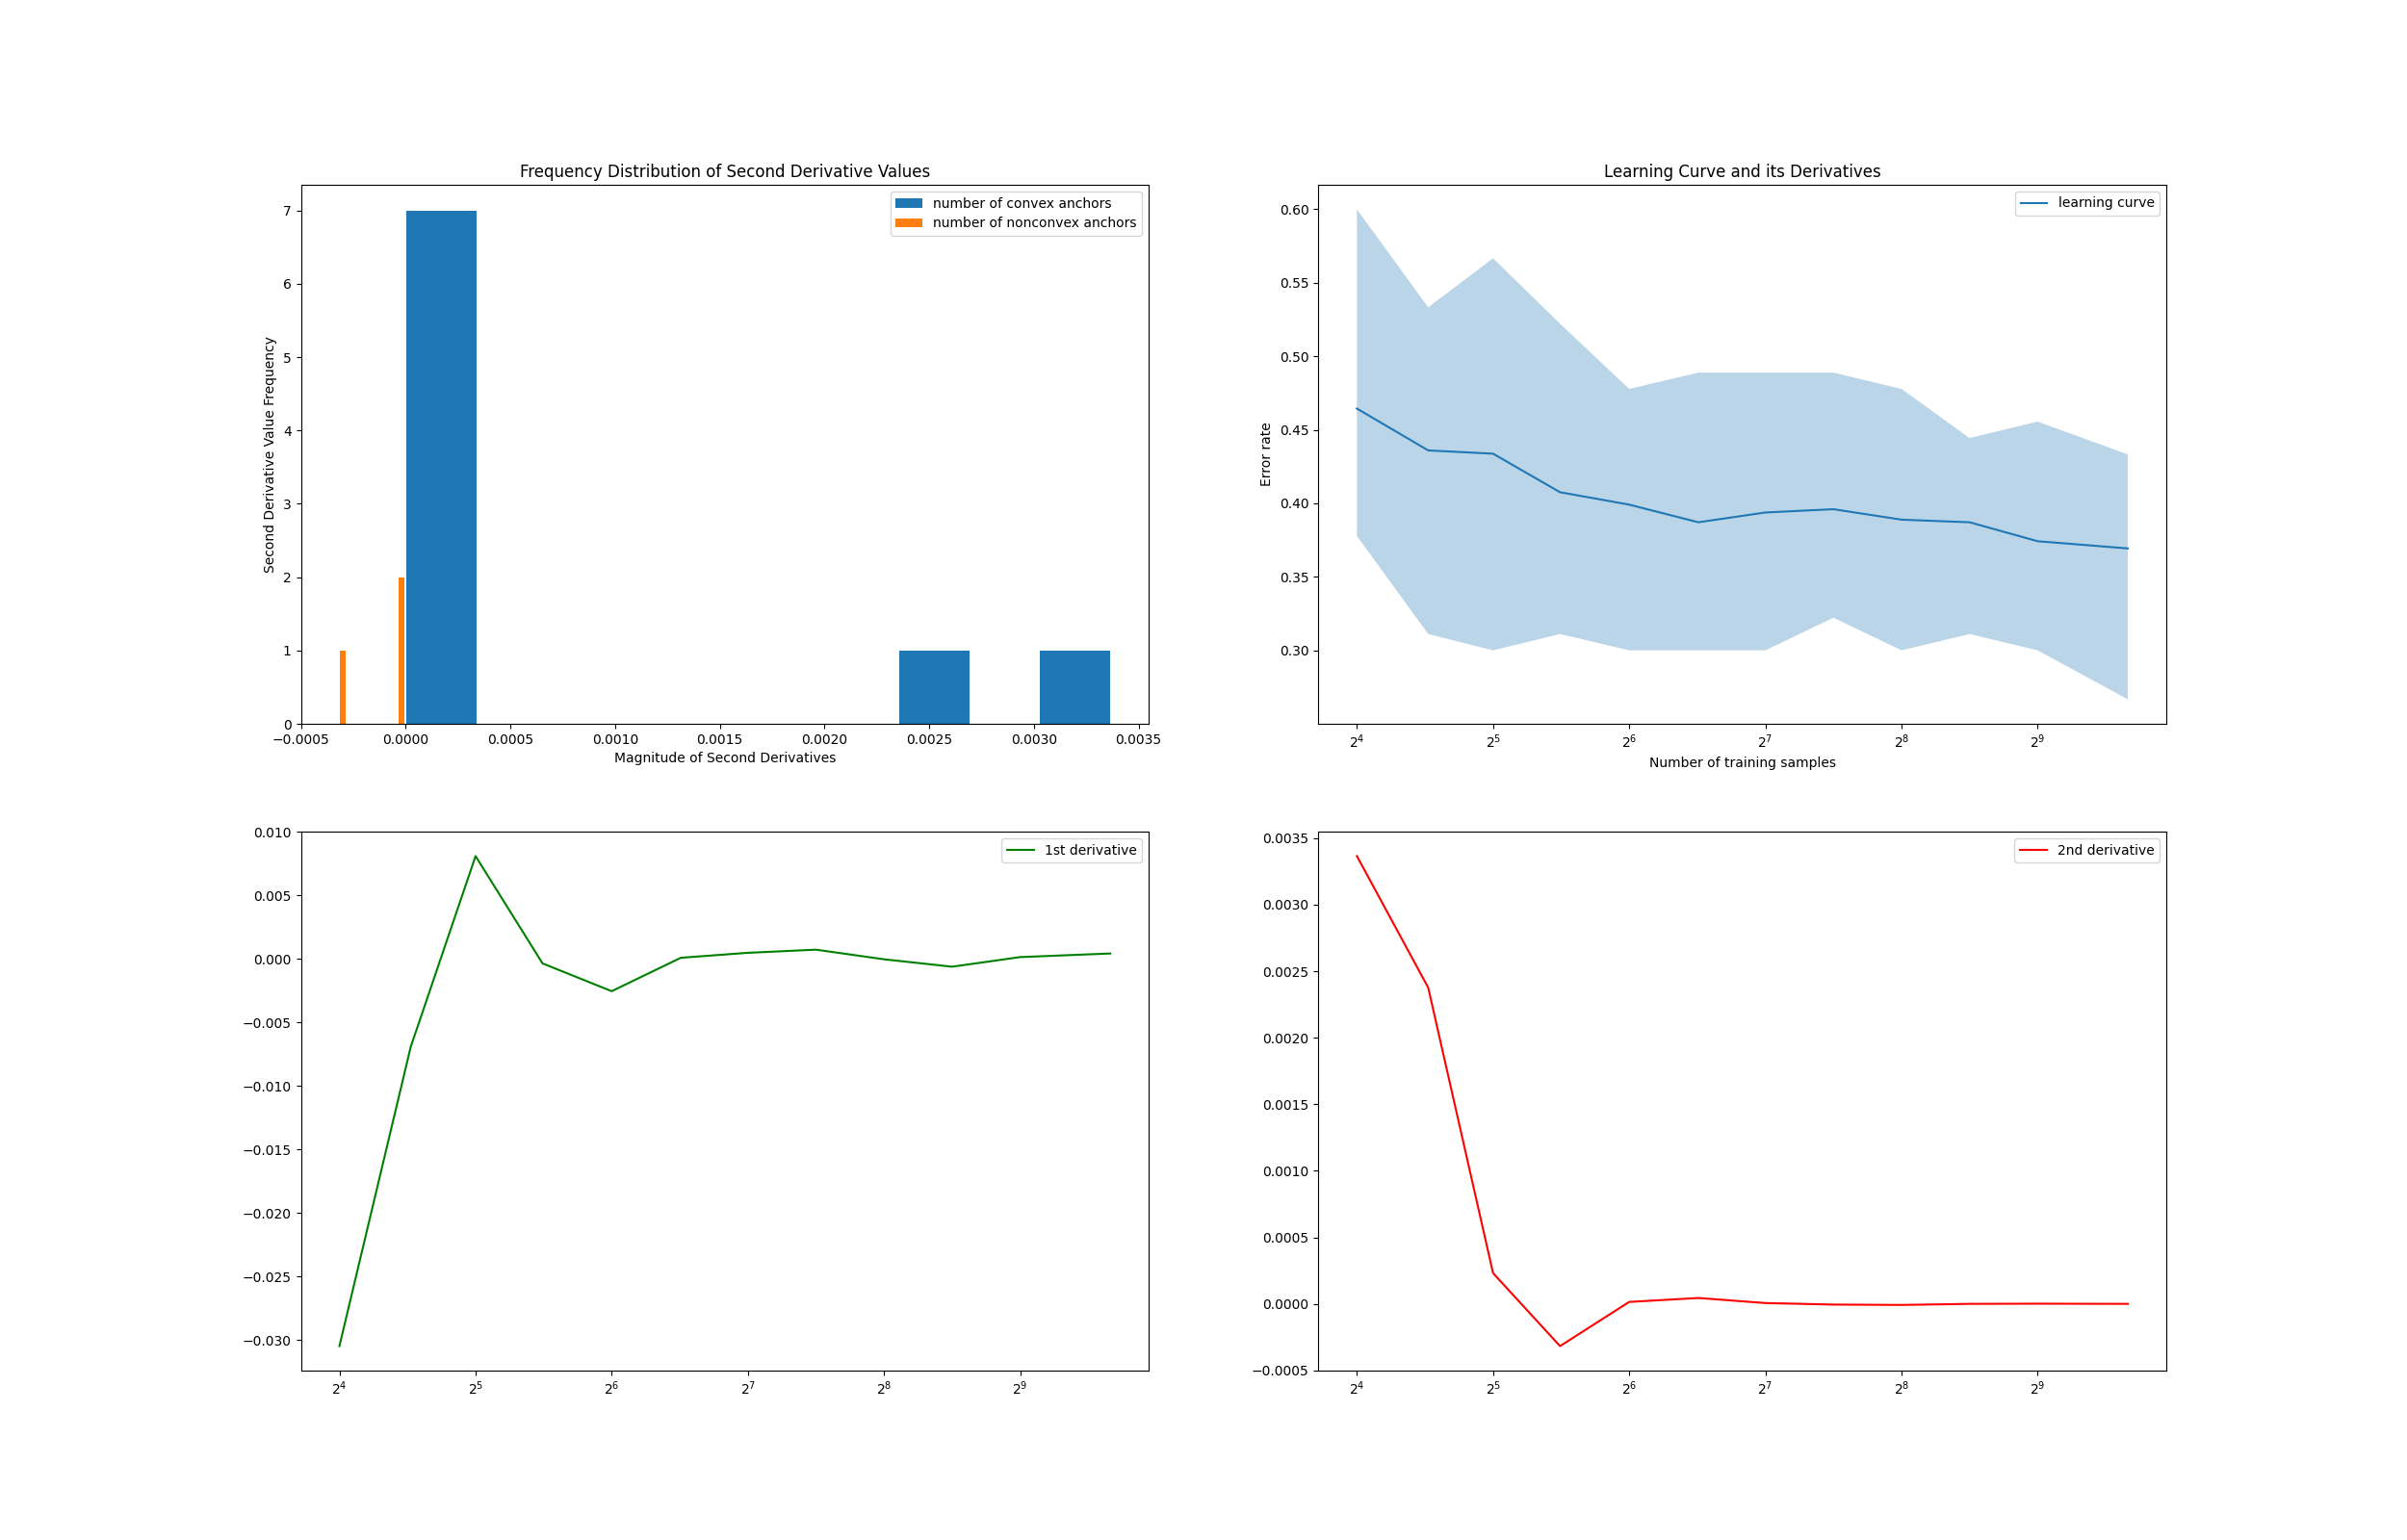 Frequency Distribution of Second Derivative Values
number of convex anchors
number of nonconvex anchors
7
6
5
4
3
2
1
0
Second Derivative Value Frequency
−0.0005 0.0000 0.0005 0.0010 0.0015 0.0020 0.0025 0.0030 0.0035
Magnitude of Second Derivatives
Learning Curve and its Derivatives
learning curve
0.60
0.55
0.50
0.45
0.40
0.35
0.30
Error rate
2⁴ 2⁵ 2⁶ 2⁷ 2⁸ 2⁹
Number of training samples
1st derivative
0.010
0.005
0.000
−0.005
−0.010
−0.015
−0.020
−0.025
−0.030
2⁴ 2⁵ 2⁶ 2⁷ 2⁸ 2⁹
2nd derivative
0.0035
0.0030
0.0025
0.0020
0.0015
0.0010
0.0005
0.0000
−0.0005
2⁴ 2⁵ 2�6 2⁷ 2⁸ 2⁹